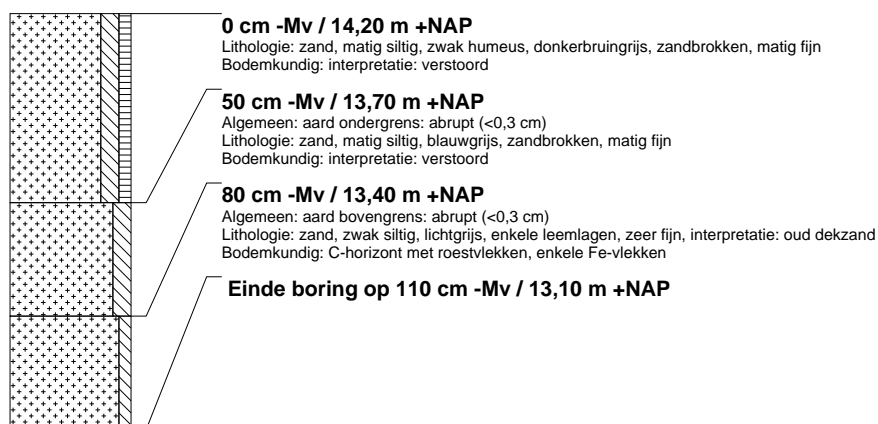 0 cm -Mv / 14,20 m +NAP
Lithologie: zand, matig siltig, zwak humeus, donkerbruingrijs, zandbrokken, matig fijn
Bodemkundig: interpretatie: verstoord
50 cm -Mv / 13,70 m +NAP
Algemeen: aard ondergrens: abrupt (<0,3 cm)
Lithologie: zand, matig siltig, blauwgrijs, zandbrokken, matig fijn
Bodemkundig: interpretatie: verstoord
80 cm -Mv / 13,40 m +NAP
Algemeen: aard bovengrens: abrupt (<0,3 cm)
Lithologie: zand, zwak siltig, lichtgrijs, enkele leemlagen, zeer fijn, interpretatie: oud dekzand
Bodemkundig: C-horizont met roestvlekken, enkele Fe-vlekken
Einde boring op 110 cm -Mv / 13,10 m +NAP